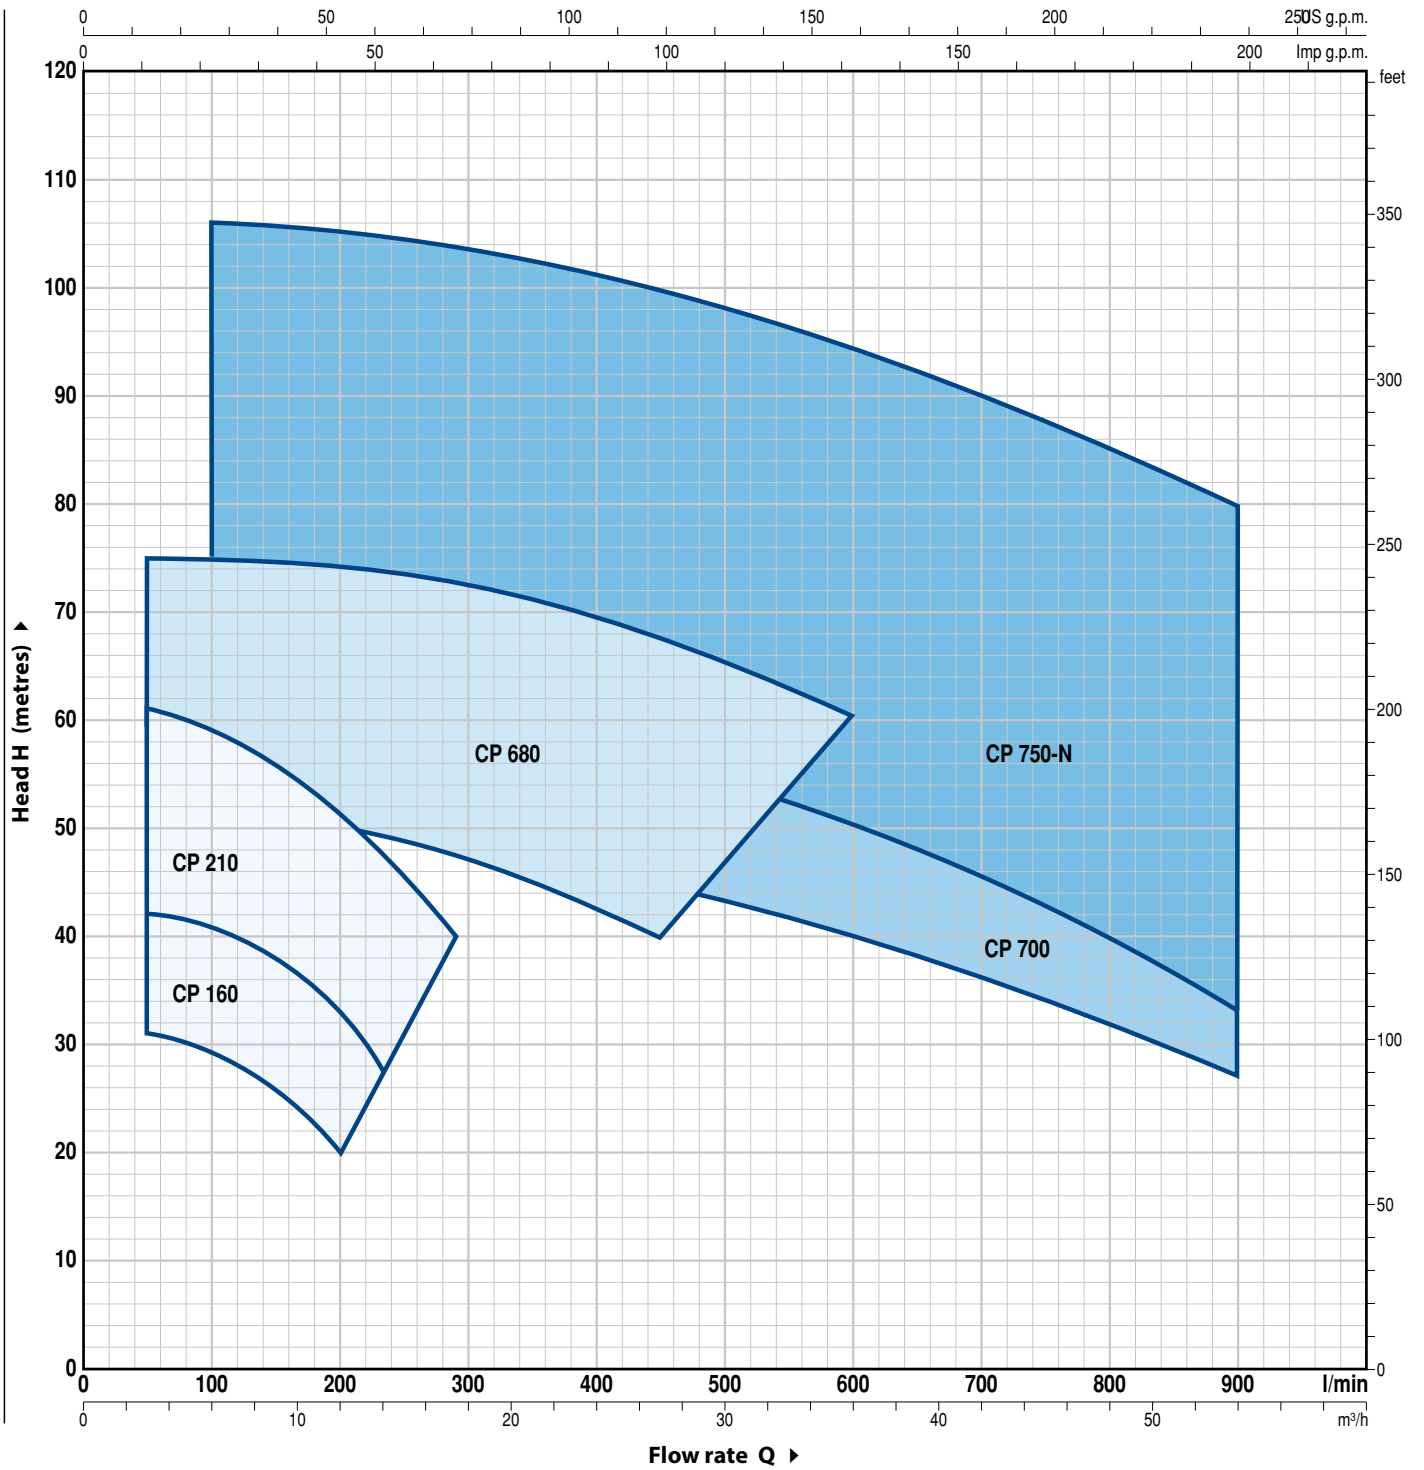 0 50 100 150 200 250 US g.p.m.
0 50 100 150 200 Imp g.p.m.
120 feet
110
350
100
300
90
80
250
70
200
60
CP 680 CP 750-N
50
CP 210 150
40
CP 700
CP 160
30 100
20
50
10
0 0
Head H (metres)
0 100 200 300 400 500 600 700 800 900 l/min
0 10 20 30 40 50 m³/h
Flow rate Q